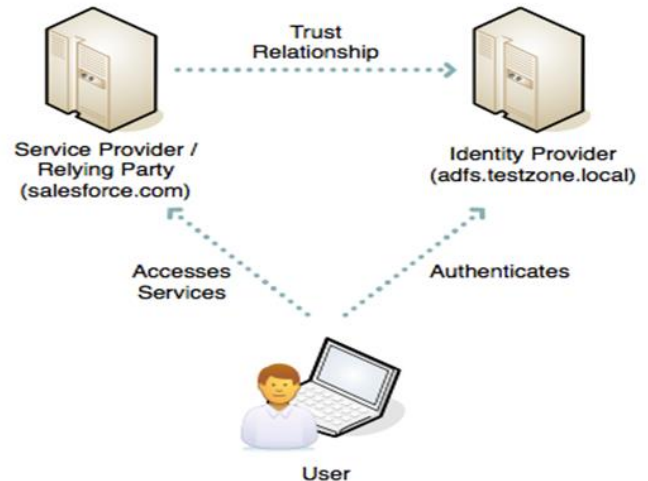 Trust
Relationship
Service Provider /
Relying Party
(salesforce.com)
Identity Provider
(adfs.testzone.local)
Accesses
Services
Authenticates
User